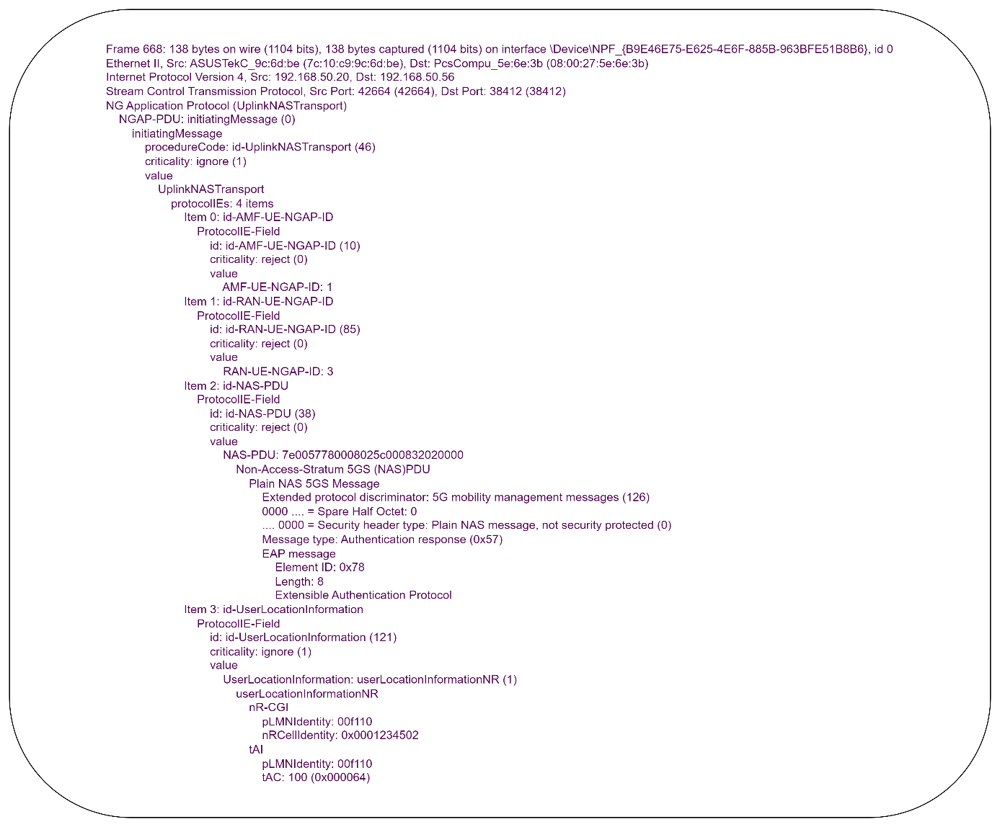 Frame 668: 138 bytes on wire (1104 bits), 138 bytes captured (1104 bits) on interface \Device\NPF_{B9E46E75-E625-4E6F-885B-963BFE51B8B6}, id 0
Ethernet II, Src: ASUSTekC_9c:6d:be (7c:10:c9:9c:6d:be), Dst: PcsCompu_5e:6e:3b (08:00:27:5e:6e:3b)
Internet Protocol Version 4, Src: 192.168.50.20, Dst: 192.168.50.56
Stream Control Transmission Protocol, Src Port: 42664 (42664), Dst Port: 38412 (38412)
NG Application Protocol (UplinkNASTransport)
NGAP-PDU: initiatingMessage (0)
initiatingMessage
procedureCode: id-UplinkNASTransport (46)
criticality: ignore (1)
value
UplinkNASTransport
protocolIEs: 4 items
Item 0: id-AMF-UE-NGAP-ID
ProtocolIE-Field
id: id-AMF-UE-NGAP-ID (10)
criticality: reject (0)
value
AMF-UE-NGAP-ID: 1
Item 1: id-RAN-UE-NGAP-ID
ProtocolIE-Field
id: id-RAN-UE-NGAP-ID (85)
criticality: reject (0)
value
RAN-UE-NGAP-ID: 3
Item 2: id-NAS-PDU
ProtocolIE-Field
id: id-NAS-PDU (38)
criticality: reject (0)
value
NAS-PDU: 7e0057780008025c000832020000
Non-Access-Stratum 5GS (NAS)PDU
Plain NAS 5GS Message
Extended protocol discriminator: 5G mobility management messages (126)
0000 .... = Spare Half Octet: 0
.... 0000 = Security header type: Plain NAS message, not security protected (0)
Message type: Authentication response (0x57)
EAP message
Element ID: 0x78
Length: 8
Extensible Authentication Protocol
Item 3: id-UserLocationInformation
ProtocolIE-Field
id: id-UserLocationInformation (121)
criticality: ignore (1)
value
UserLocationInformation: userLocationInformationNR (1)
userLocationInformationNR
nR-CGI
pLMNIdentity: 00f110
nRCellIdentity: 0x0001234502
tAI
pLMNIdentity: 00f110
tAC: 100 (0x000064)